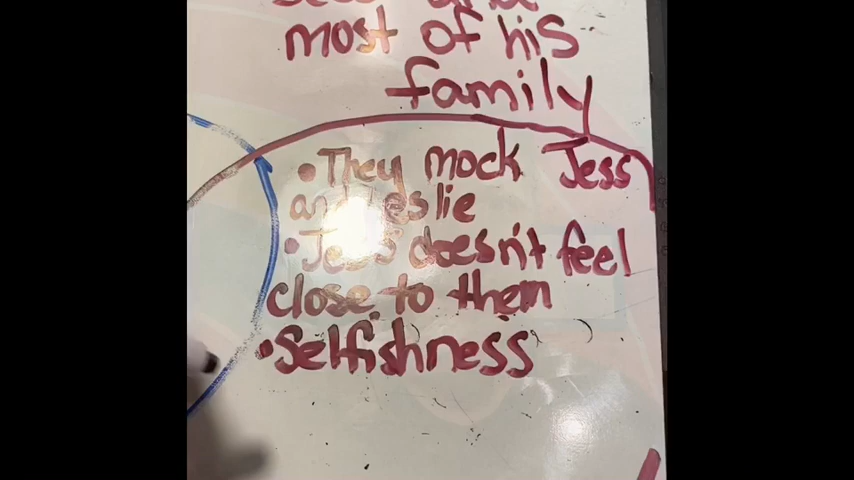 most of his
family
•They mock Jess
and Leslie
•Jess doesn't feel
close to them
•Selfishness